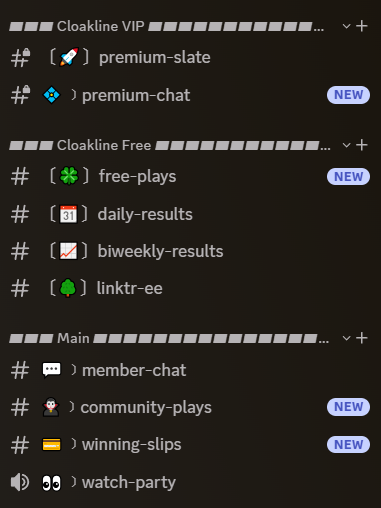 ▰▰▰ Cloakline VIP ▰▰▰▰▰▰▰▰▰▰▰...
〔🚀〕premium-slate
💠 ﹞premium-chat NEW
▰▰▰ Cloakline Free ▰▰▰▰▰▰▰▰▰▰▰...
〔🍀〕free-plays NEW
〔📅〕daily-results
〔📈〕biweekly-results
〔🌳〕linktr-ee
▰▰▰ Main ▰▰▰▰▰▰▰▰▰▰▰▰▰▰▰...
💬 ﹞member-chat
🧛 ﹞community-plays NEW
💳 ﹞winning-slips NEW
👀 ﹞watch-party